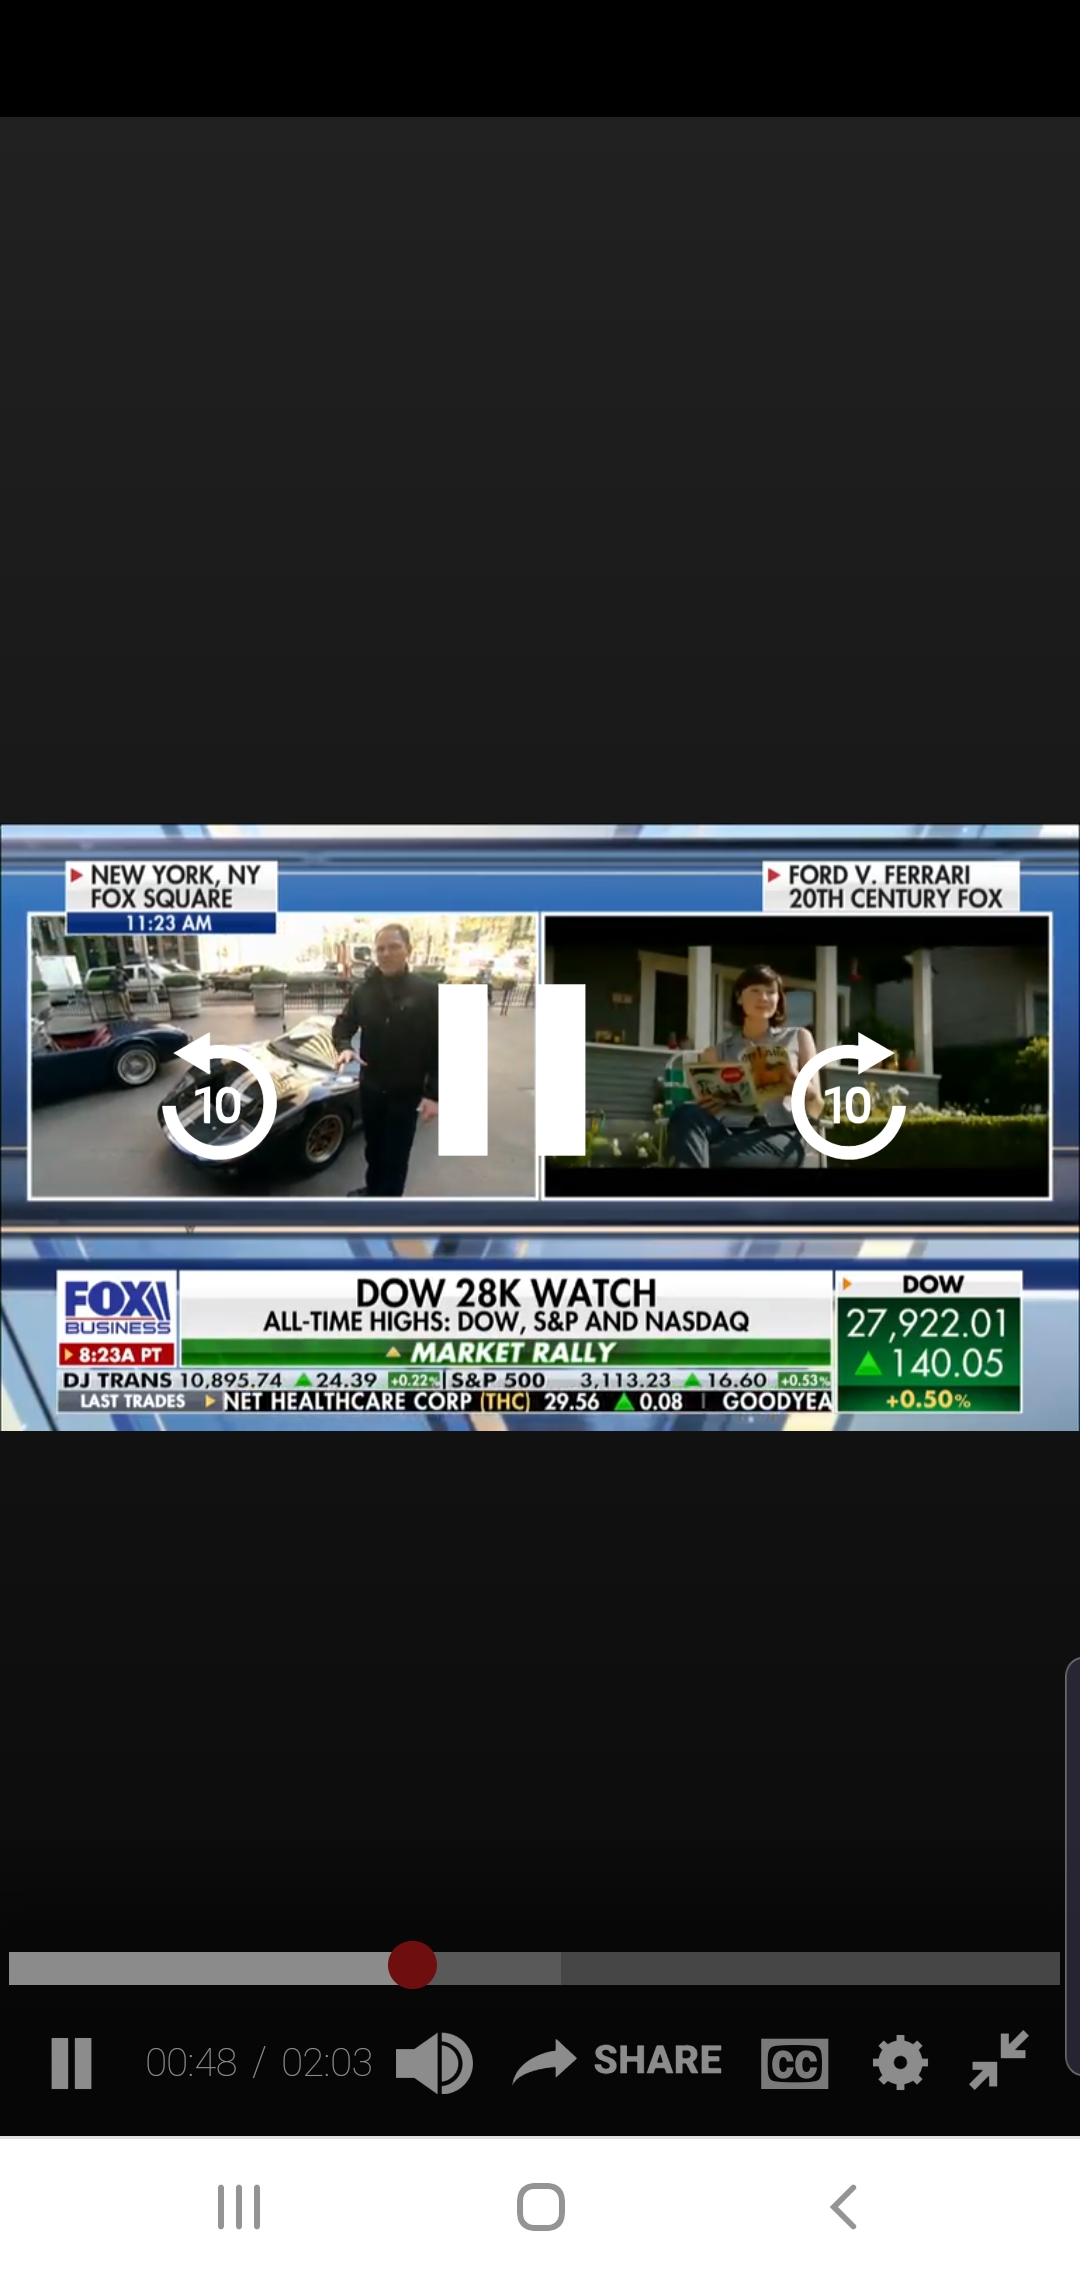 NEW YORK, NY
FOX SQUARE
11:23 AM
FORD V. FERRARI
20TH CENTURY FOX
10
10
FOX
BUSINESS
8:23A PT
DOW 28K WATCH
ALL-TIME HIGHS: DOW, S&P AND NASDAQ
MARKET RALLY
DOW
27,922.01
140.05
+0.50%
DJ TRANS 10,895.74 24.39 +0.22% S&P 500 3,113.23 16.60 +0.53%
LAST TRADES NET HEALTHCARE CORP (THC) 29.56 0.08 GOODYEA
00:48 / 02:03 SHARE CC